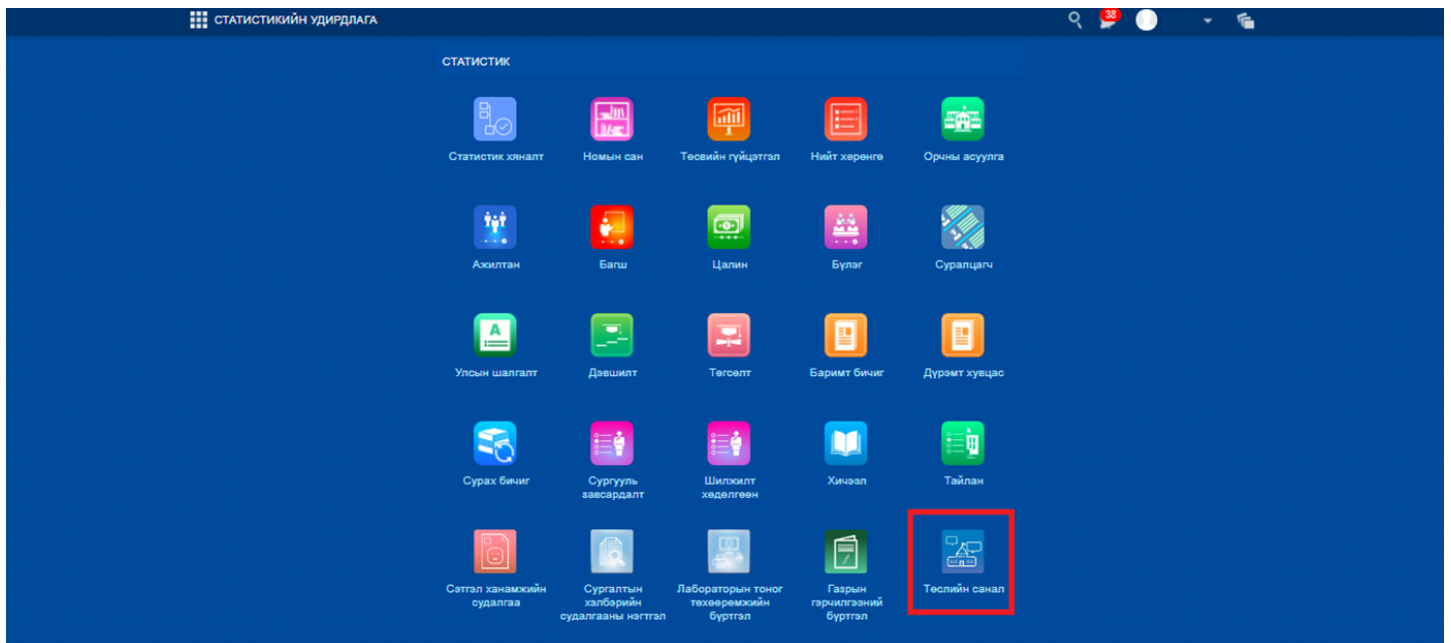 СТАТИСТИКИЙН УДИРДЛАГА
38
СТАТИСТИК
Статистик хяналт
Номын сан
Төсвийн гүйцэтгэл
Нийт хөрөнгө
Орчны асуулга
Ажилтан
Багш
Цалин
Бүлэг
Суралцагч
A
Улсын шалгалт
Дэвшилт
Төгсөлт
Баримт бичиг
Дүрэмт хувцас
Сурах бичиг
Сургууль
завсардалт
Шилжилт
хөдөлгөөн
Хичээл
Тайлан
Сэтгэл ханамжийн
судалгаа
Сургалтын
хэлбэрийн
судалгааны нэгтгэл
Лабораторын тоног
төхөөрөмжийн
бүртгэл
Газрын
гэрчилгээний
бүртгэл
Төслийн санал